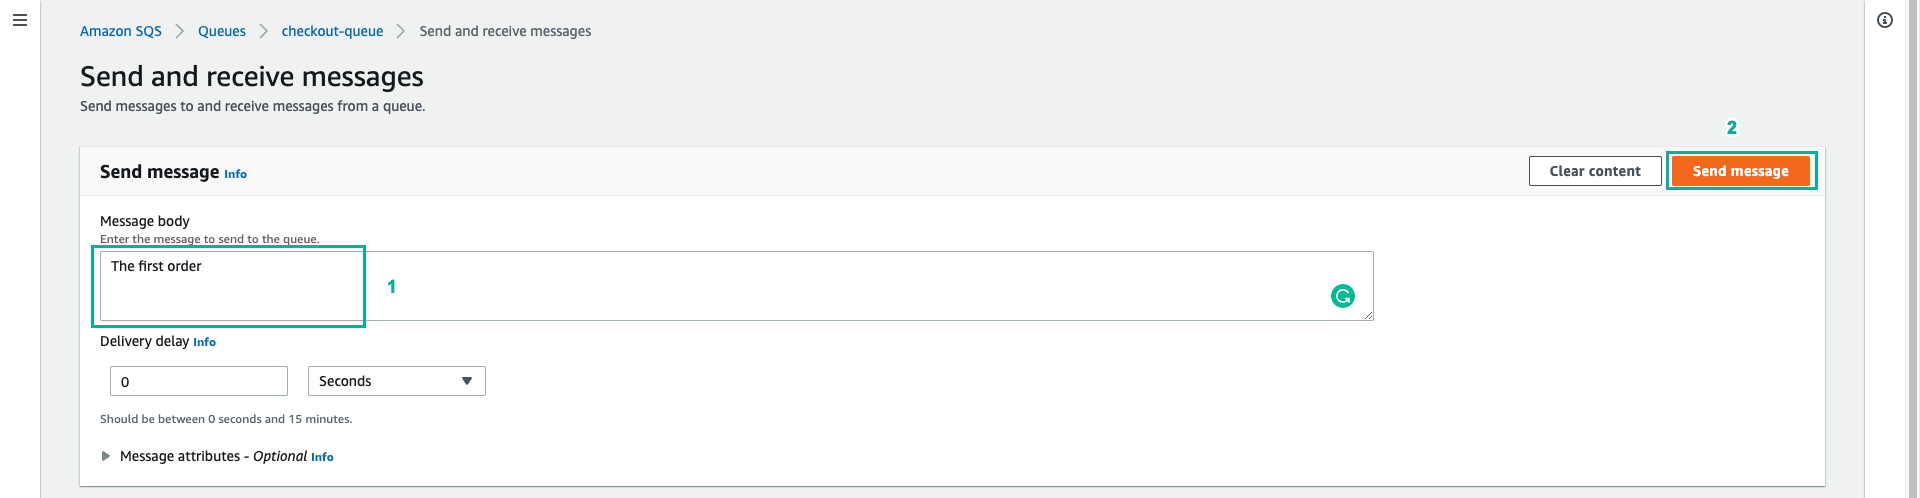 Amazon SQS > Queues > checkout-queue > Send and receive messages
Send and receive messages
Send messages to and receive messages from a queue.
2
Send message Info
Clear content
Send message
Message body
Enter the message to send to the queue.
The first order
1
Delivery delay Info
0
Seconds
Should be between 0 seconds and 15 minutes.
Message attributes - Optional Info